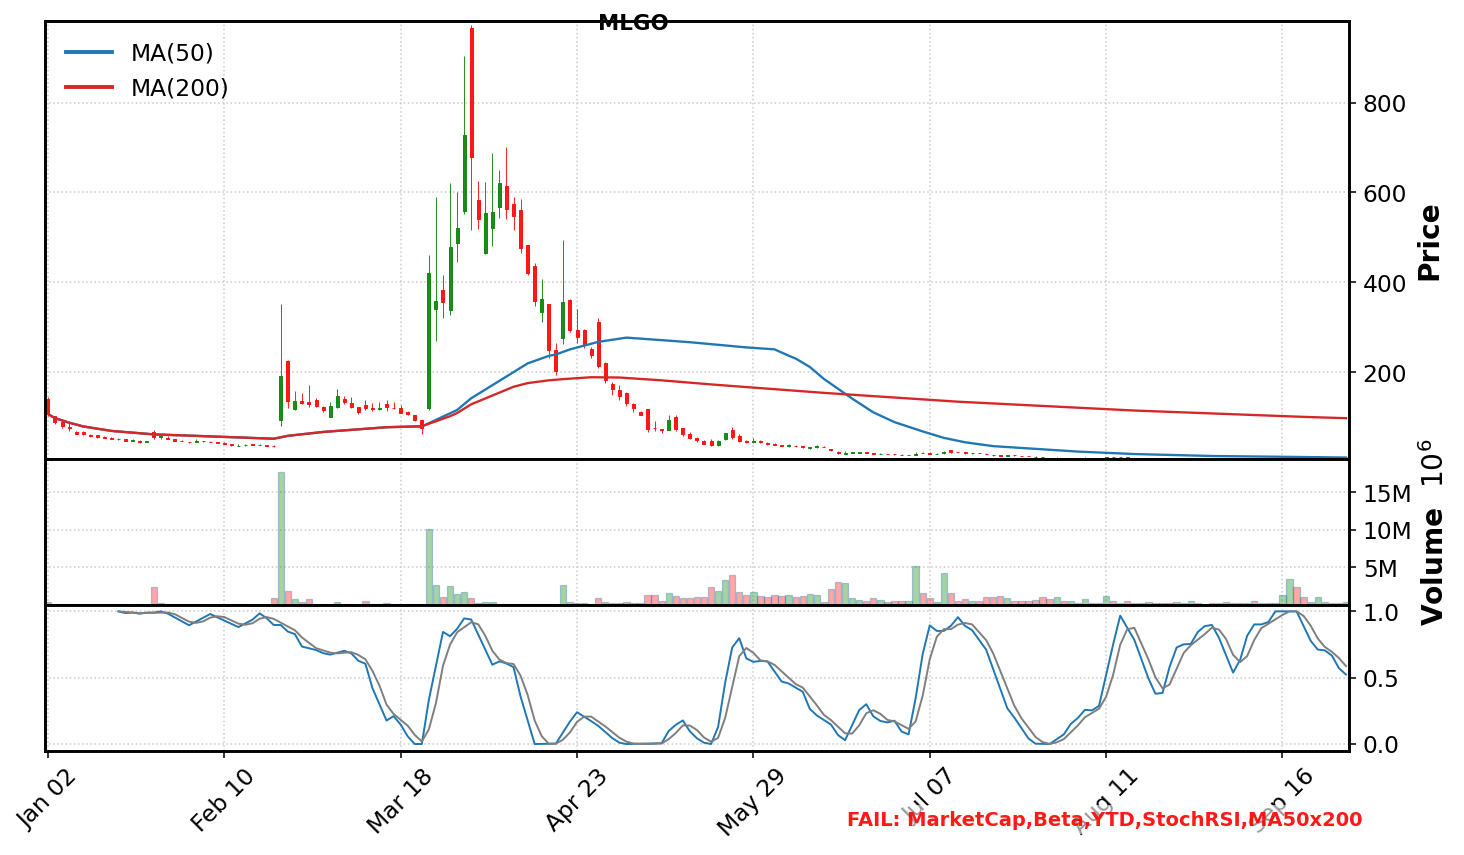 MLGO
MA(50)
MA(200)
800
600
400
200
Price
10^6
15M
10M
5M
Volume
1.0
0.5
0.0
Jan 02
Feb 10
Mar 18
Apr 23
May 29
Jul 07
Aug 11
Sep 16
FAIL: MarketCap,Beta,YTD,StochRSI,MA50x200